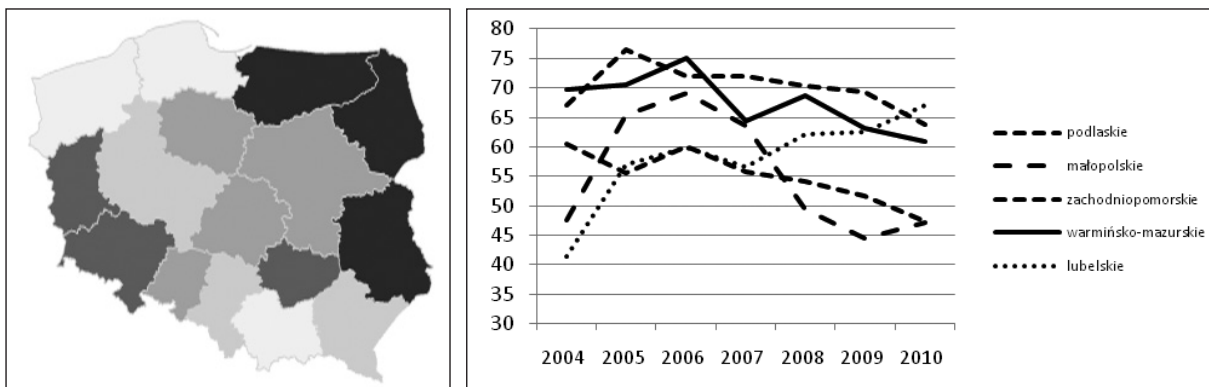 80
75
70
65
60
55
50
45
40
35
30
2004 2005 2006 2007 2008 2009 2010
podlaskie
małopolskie
zachodniopomorskie
warmińsko-mazurskie
lubelskie